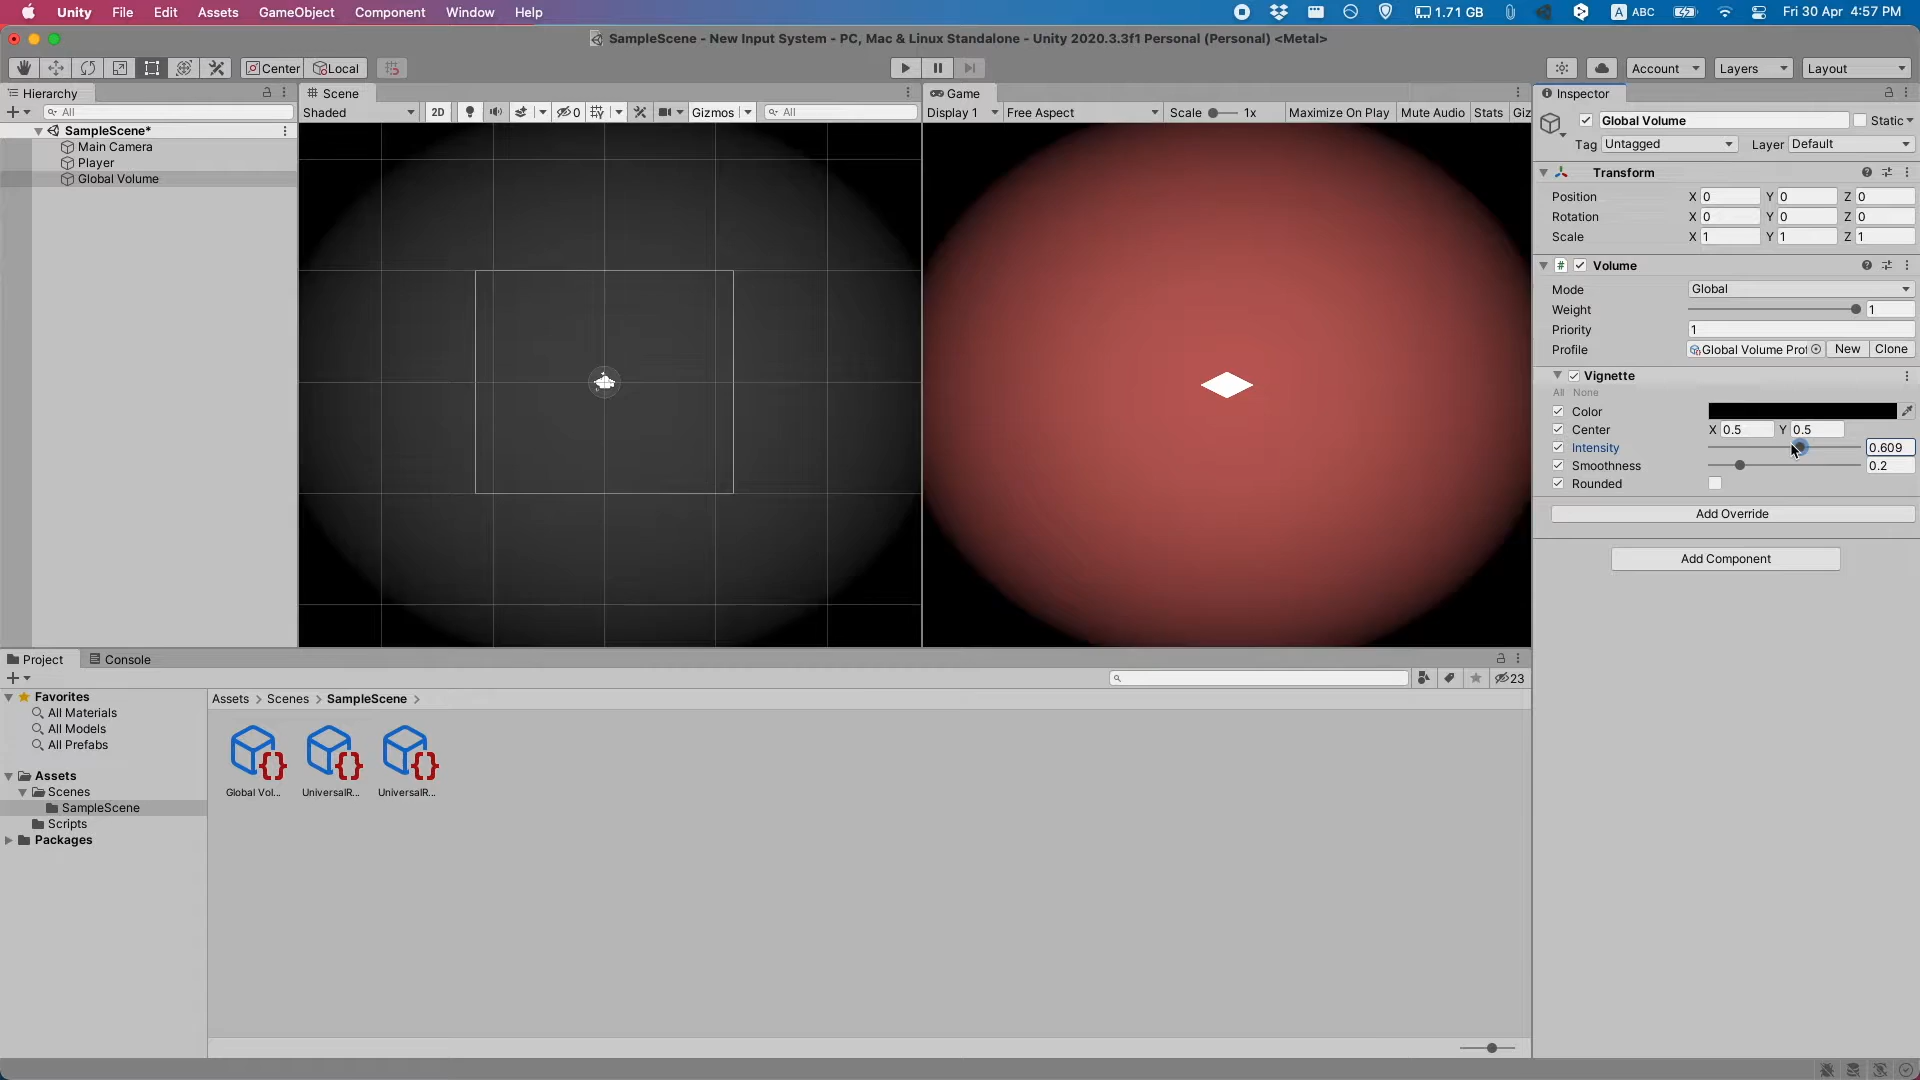 Unity File Edit Assets GameObject Component Window Help 1.71 GB A ABC Fri 30 Apr 4:57 PM
SampleScene - New Input System - PC, Mac & Linux Standalone - Unity 2020.3.3f1 Personal (Personal) <Metal>
Center Local Account Layers Layout
Hierarchy Scene Game Inspector
All Shaded 2D 0 Gizmos All Display 1 Free Aspect Scale 1x Maximize On Play Mute Audio Stats Giz
SampleScene*
Main Camera
Player
Global Volume
Global Volume Static
Tag Untagged Layer Default
Transform
Position X 0 Y 0 Z 0
Rotation X 0 Y 0 Z 0
Scale X 1 Y 1 Z 1
# Volume
Mode Global
Weight 1
Priority 1
Profile Global Volume Prof New Clone
Vignette
All None
Color
Center X 0.5 Y 0.5
Intensity 0.609
Smoothness 0.2
Rounded
Add Override
Add Component
Project Console
23
Favorites
All Materials
All Models
All Prefabs
Assets
Scenes
SampleScene
Scripts
Packages
Assets > Scenes > SampleScene >
Global Vol... UniversalR... UniversalR...